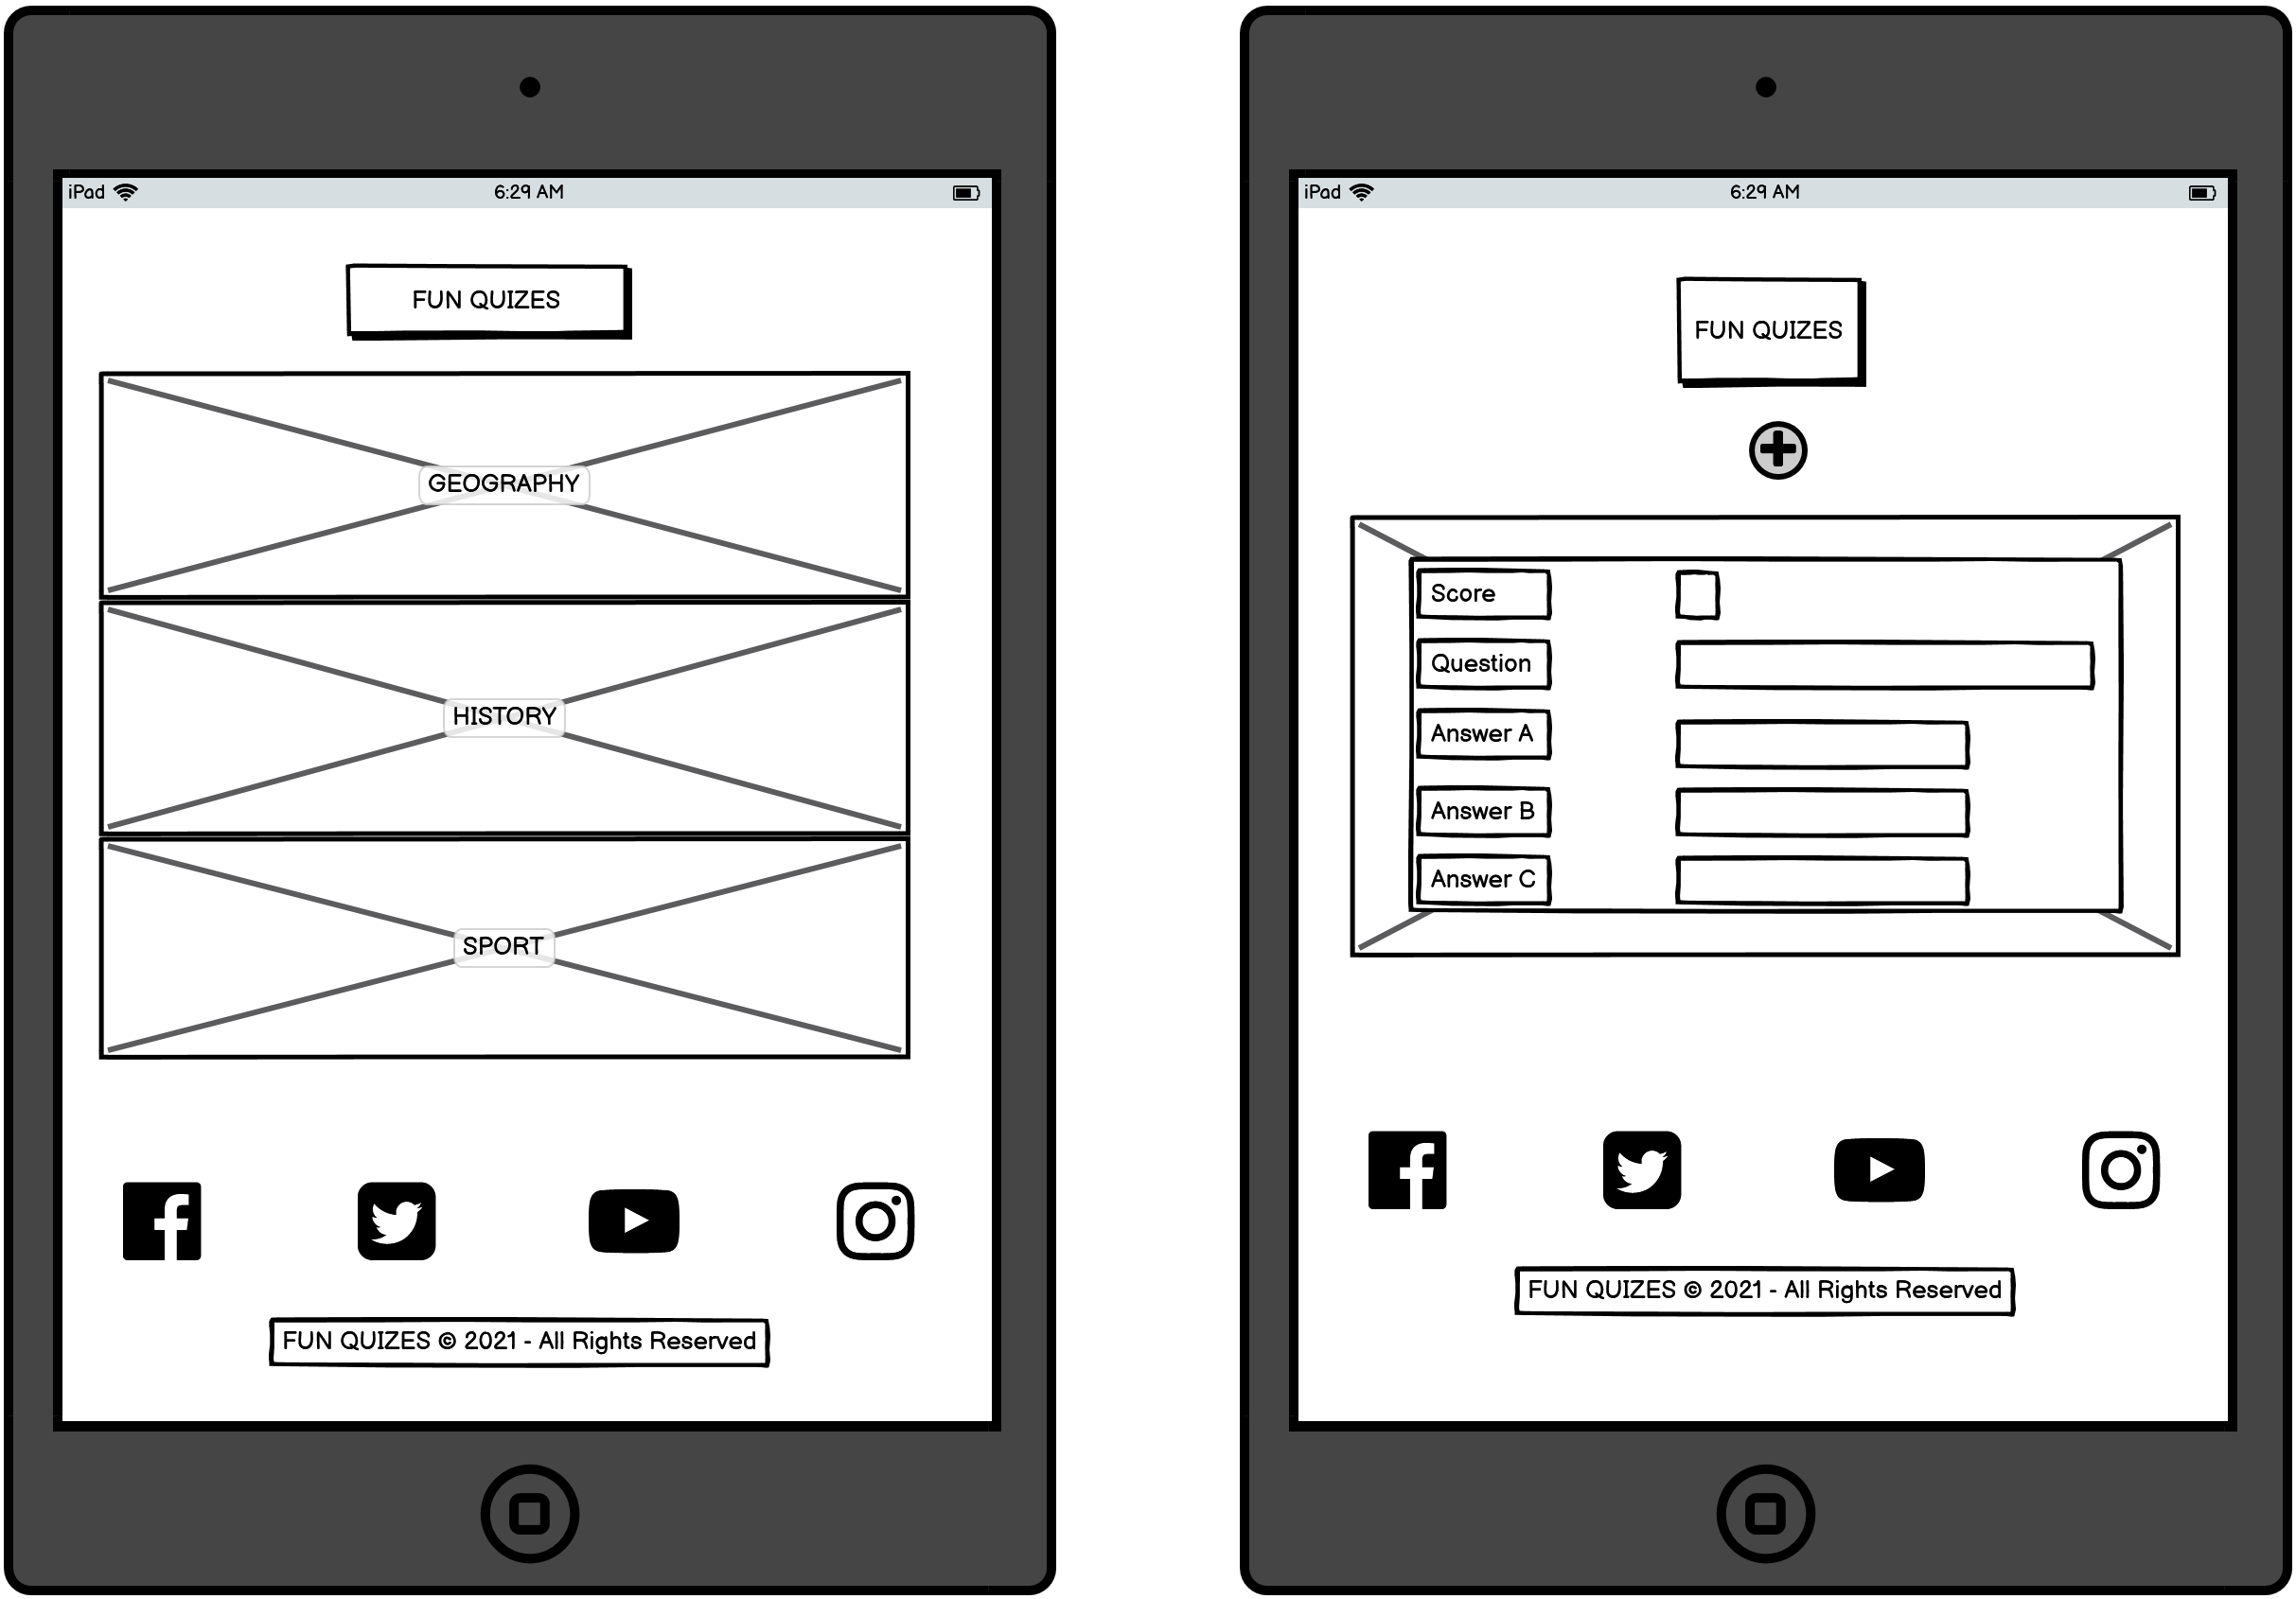 iPad
6:29 AM
FUN QUIZES
GEOGRAPHY
HISTORY
SPORT
FUN QUIZES © 2021 - All Rights Reserved
iPad
6:29 AM
FUN QUIZES
Score
Question
Answer A
Answer B
Answer C
FUN QUIZES © 2021 - All Rights Reserved